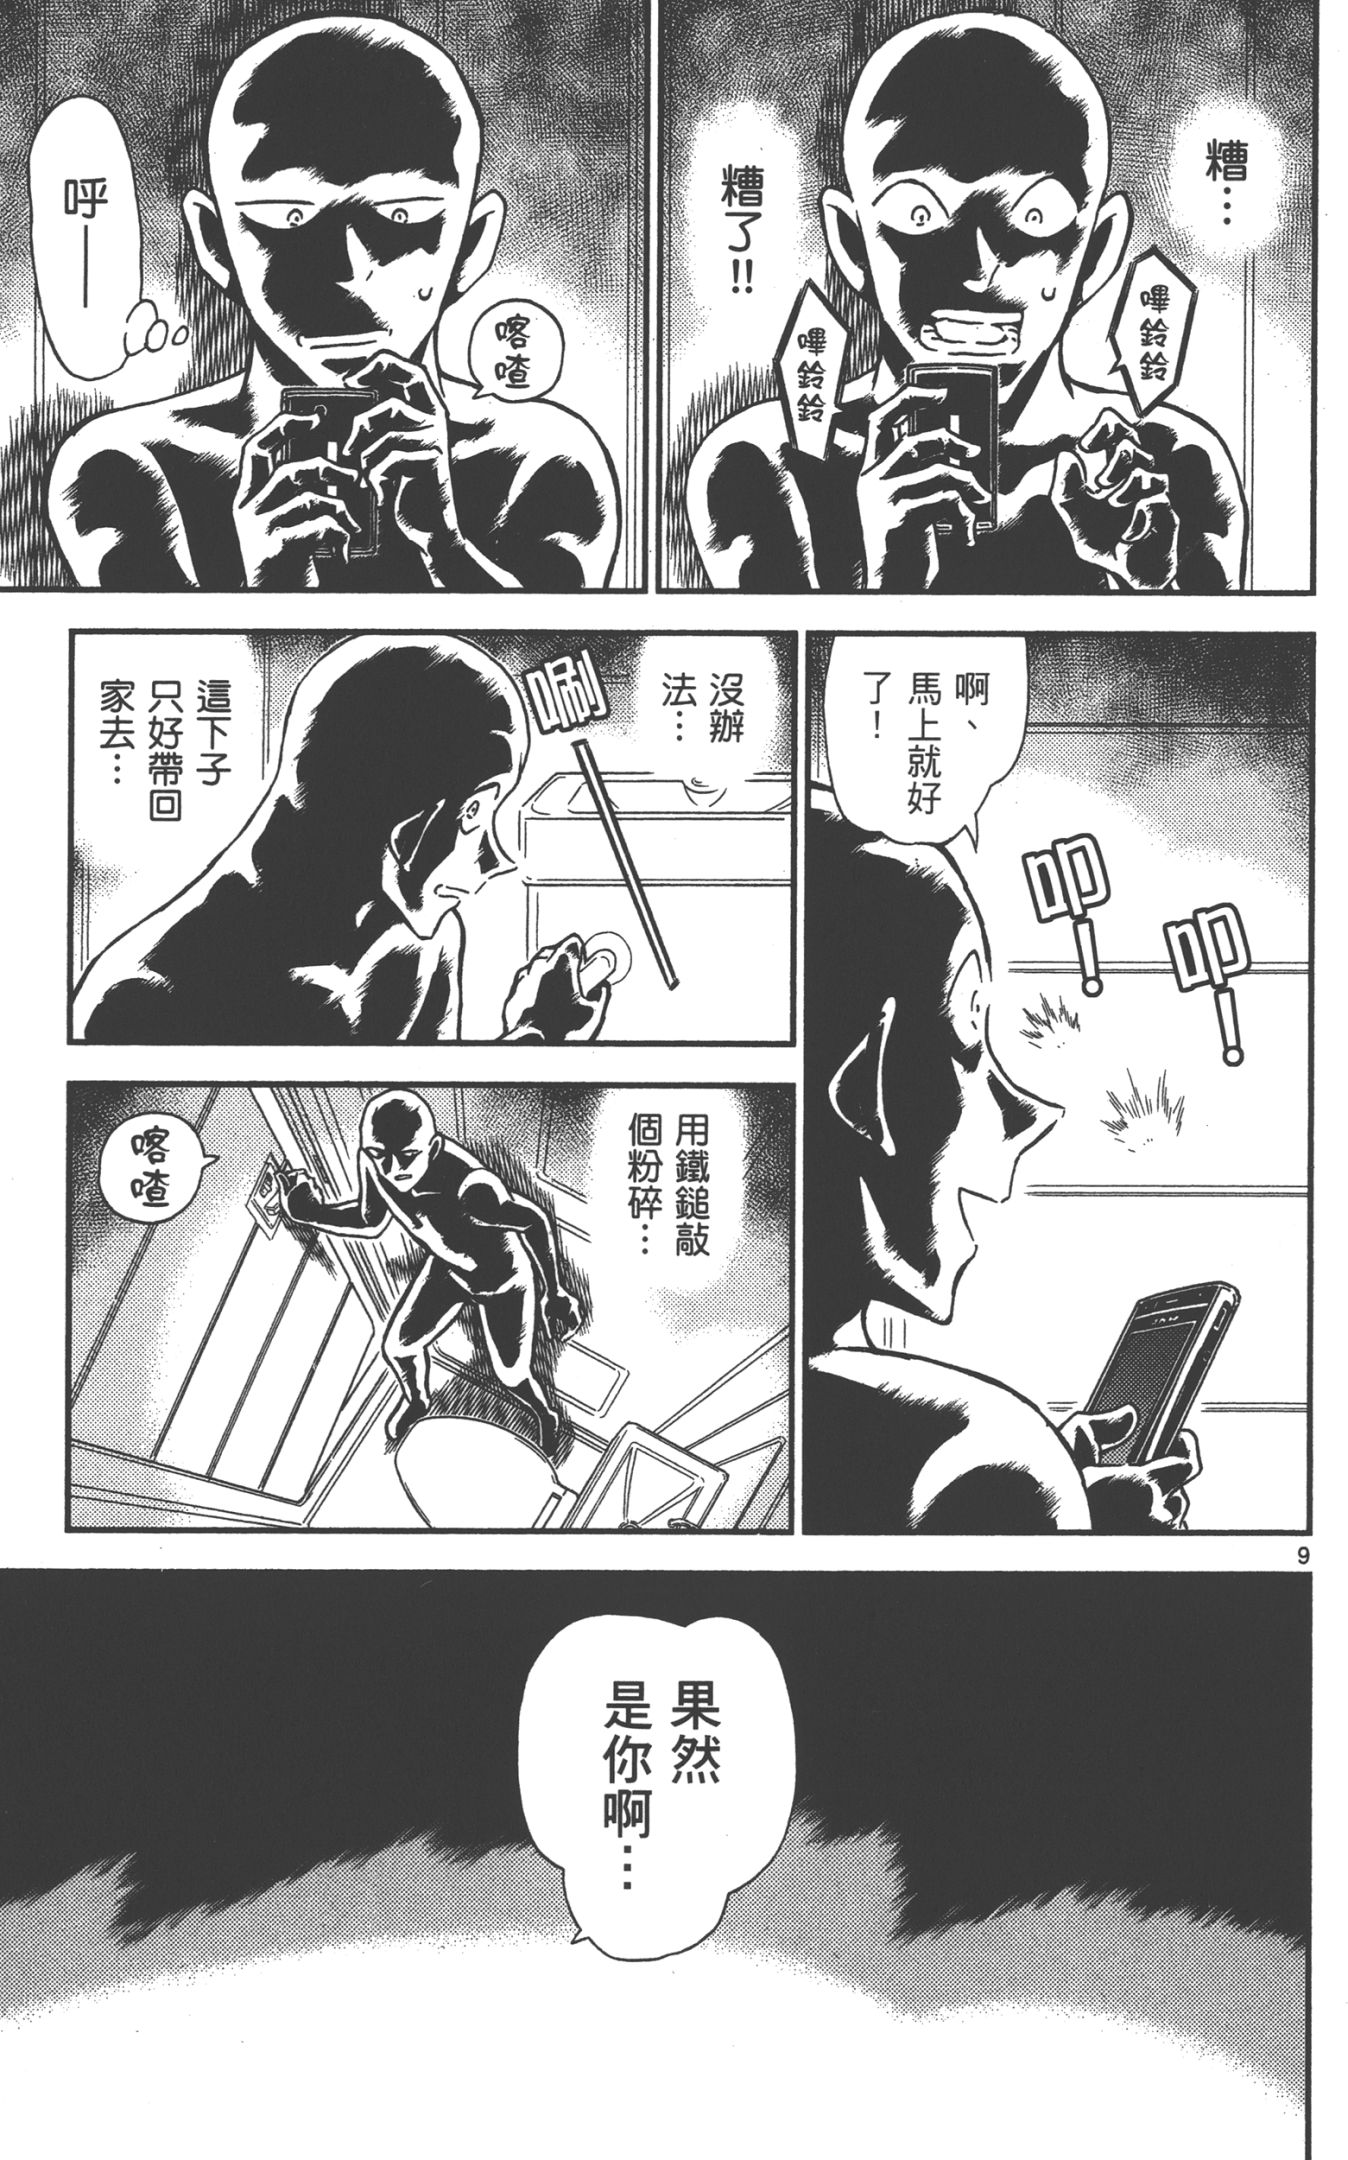 糟…
嗶鈴鈴
糟了!!
嗶鈴鈴
喀喳
呼—
啊、
馬上就好
了！
叩！
叩！
沒辦
法…
唰
這下子
只好帶回
家去…
用鐵鎚敲
個粉碎…
喀喳
9
果然
是你啊…